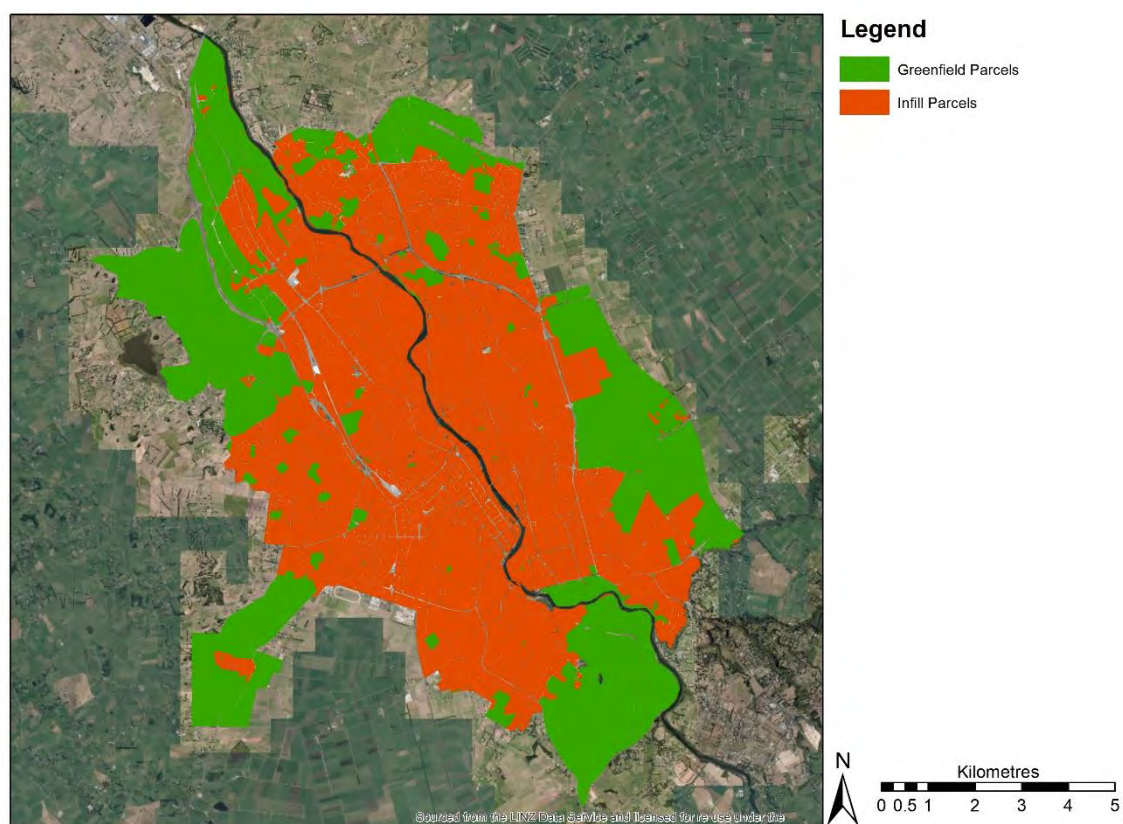 Legend
Greenfield Parcels
Infill Parcels
N
Kilometres
0 0.5 1 2 3 4 5
Sourced from the LINZ Data Service and licensed for re-use under the